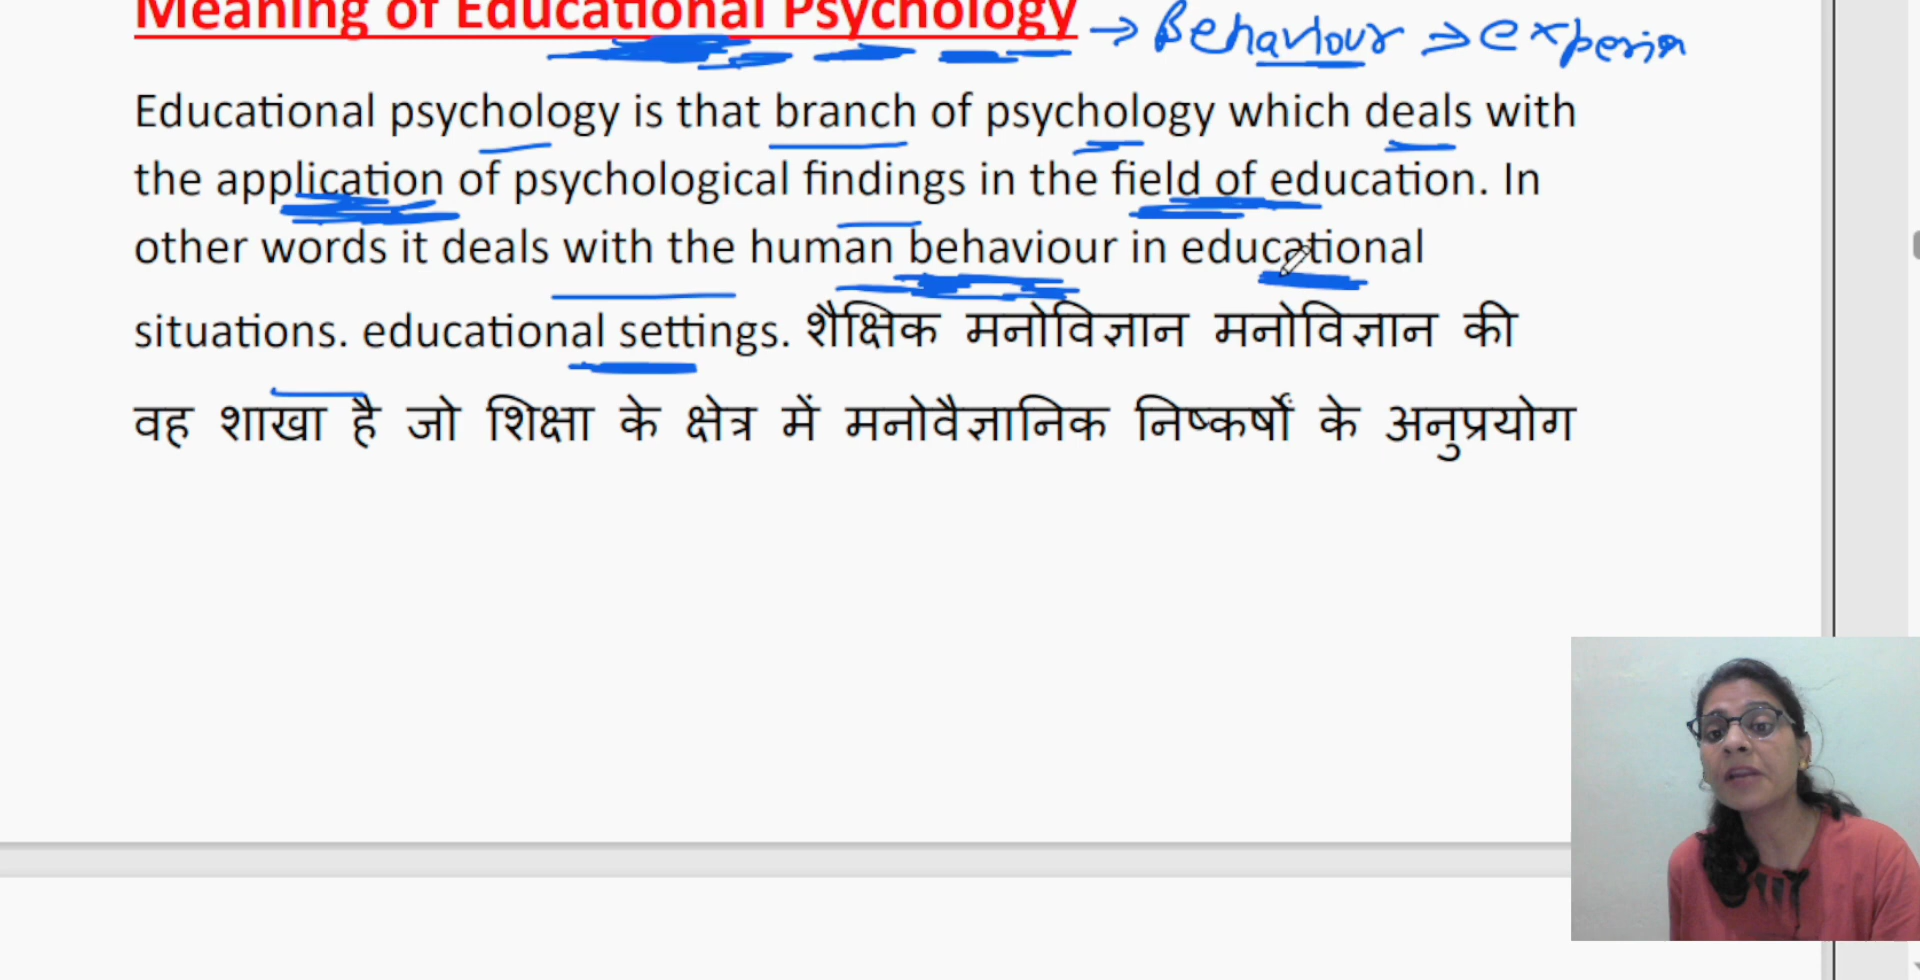 Meaning of Educational Psychology → Behaviour ⇒
Educational psychology is that branch of psychology which deals with
the application of psychological findings in the field of education. In
other words it deals with the human behaviour in educational
situations. educational settings. शैक्षिक मनोविज्ञान मनोविज्ञान की
वह शाखा है जो शिक्षा के क्षेत्र में मनोवैज्ञानिक निष्कर्षों के अनुप्रयोग